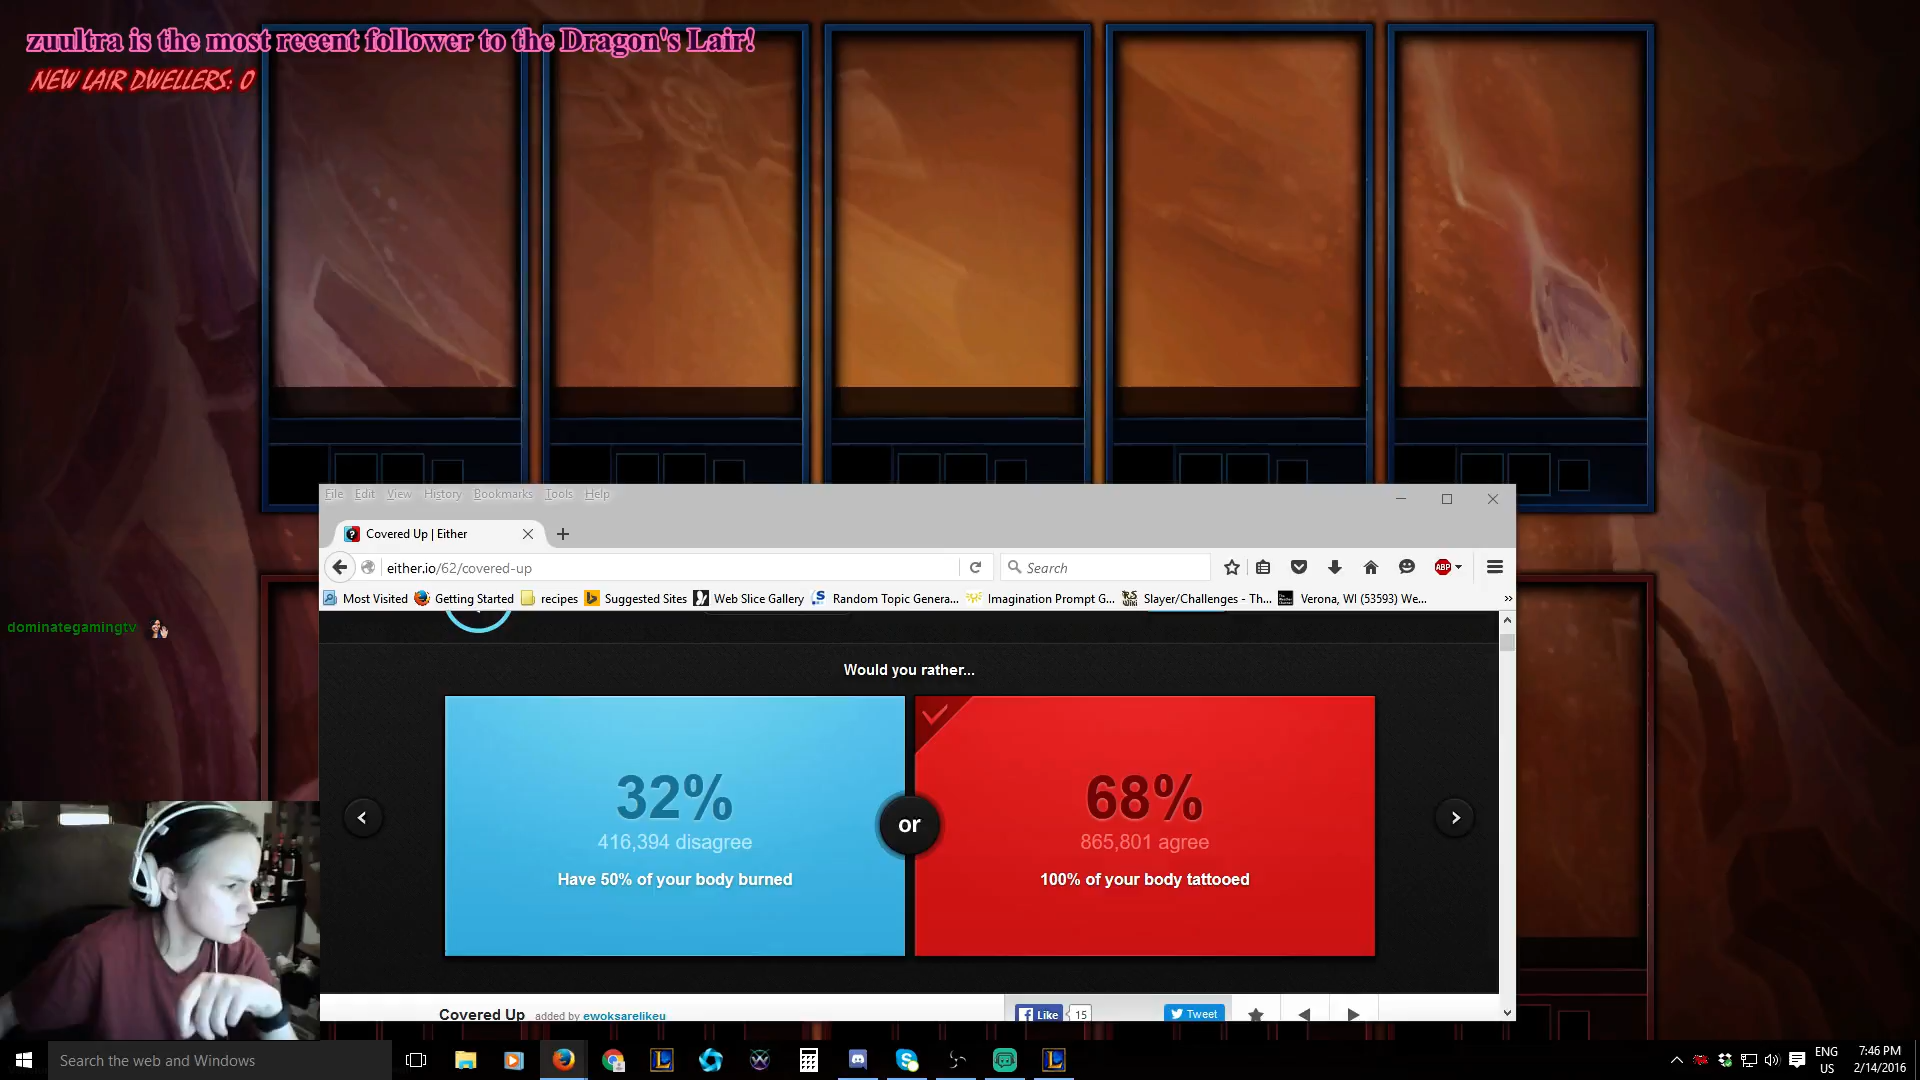 zuultra is the most recent follower to the Dragon's Lair!
NEW LAIR DWELLERS: 0
File Edit View History Bookmarks Tools Help
Covered Up | Either
either.io/62/covered-up
Search
Most Visited Getting Started recipes Suggested Sites Web Slice Gallery Random Topic Genera... Imagination Prompt G... Slayer/Challenges - Th... Verona, WI (53593) We...
dominategamingtv
Would you rather...
32%
416,394 disagree
Have 50% of your body burned
or
68%
865,801 agree
100% of your body tattooed
Covered Up added by ewoksarelikeu
Like 15 Tweet
Search the web and Windows
ENG
US
7:46 PM
2/14/2016